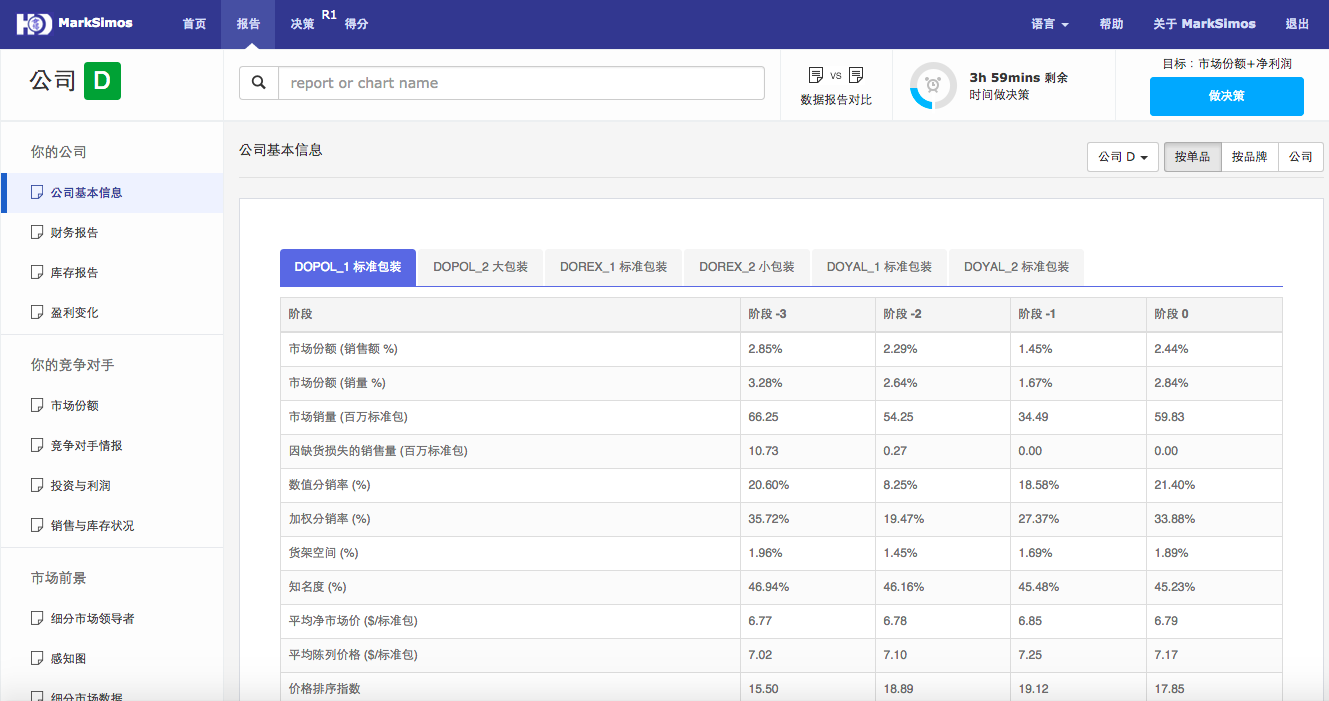 MarkSimos 首页 报告 决策 R1 得分 语言 帮助 关于 MarkSimos 退出
公司 D
report or chart name
vs
数据报告对比
3h 59mins 剩余
时间做决策
目标：市场份额+净利润
做决策
你的公司
公司基本信息
财务报告
库存报告
盈利变化
你的竞争对手
市场份额
竞争对手情报
投资与利润
销售与库存状况
市场前景
细分市场领导者
感知图
细分市场数据
公司基本信息
公司 D 按单品 按品牌 公司
DOPOL_1 标准包装 DOPOL_2 大包装 DOREX_1 标准包装 DOREX_2 小包装 DOYAL_1 标准包装 DOYAL_2 标准包装
阶段 阶段 -3 阶段 -2 阶段 -1 阶段 0
市场份额 (销售额 %) 2.85% 2.29% 1.45% 2.44%
市场份额 (销量 %) 3.28% 2.64% 1.67% 2.84%
市场销量 (百万标准包) 66.25 54.25 34.49 59.83
因缺货损失的销售量 (百万标准包) 10.73 0.27 0.00 0.00
数值分销率 (%) 20.60% 8.25% 18.58% 21.40%
加权分销率 (%) 35.72% 19.47% 27.37% 33.88%
货架空间 (%) 1.96% 1.45% 1.69% 1.89%
知名度 (%) 46.94% 46.16% 45.48% 45.23%
平均净市场价 ($/标准包) 6.77 6.78 6.85 6.79
平均陈列价格 ($/标准包) 7.02 7.10 7.25 7.17
价格排序指数 15.50 18.89 19.12 17.85